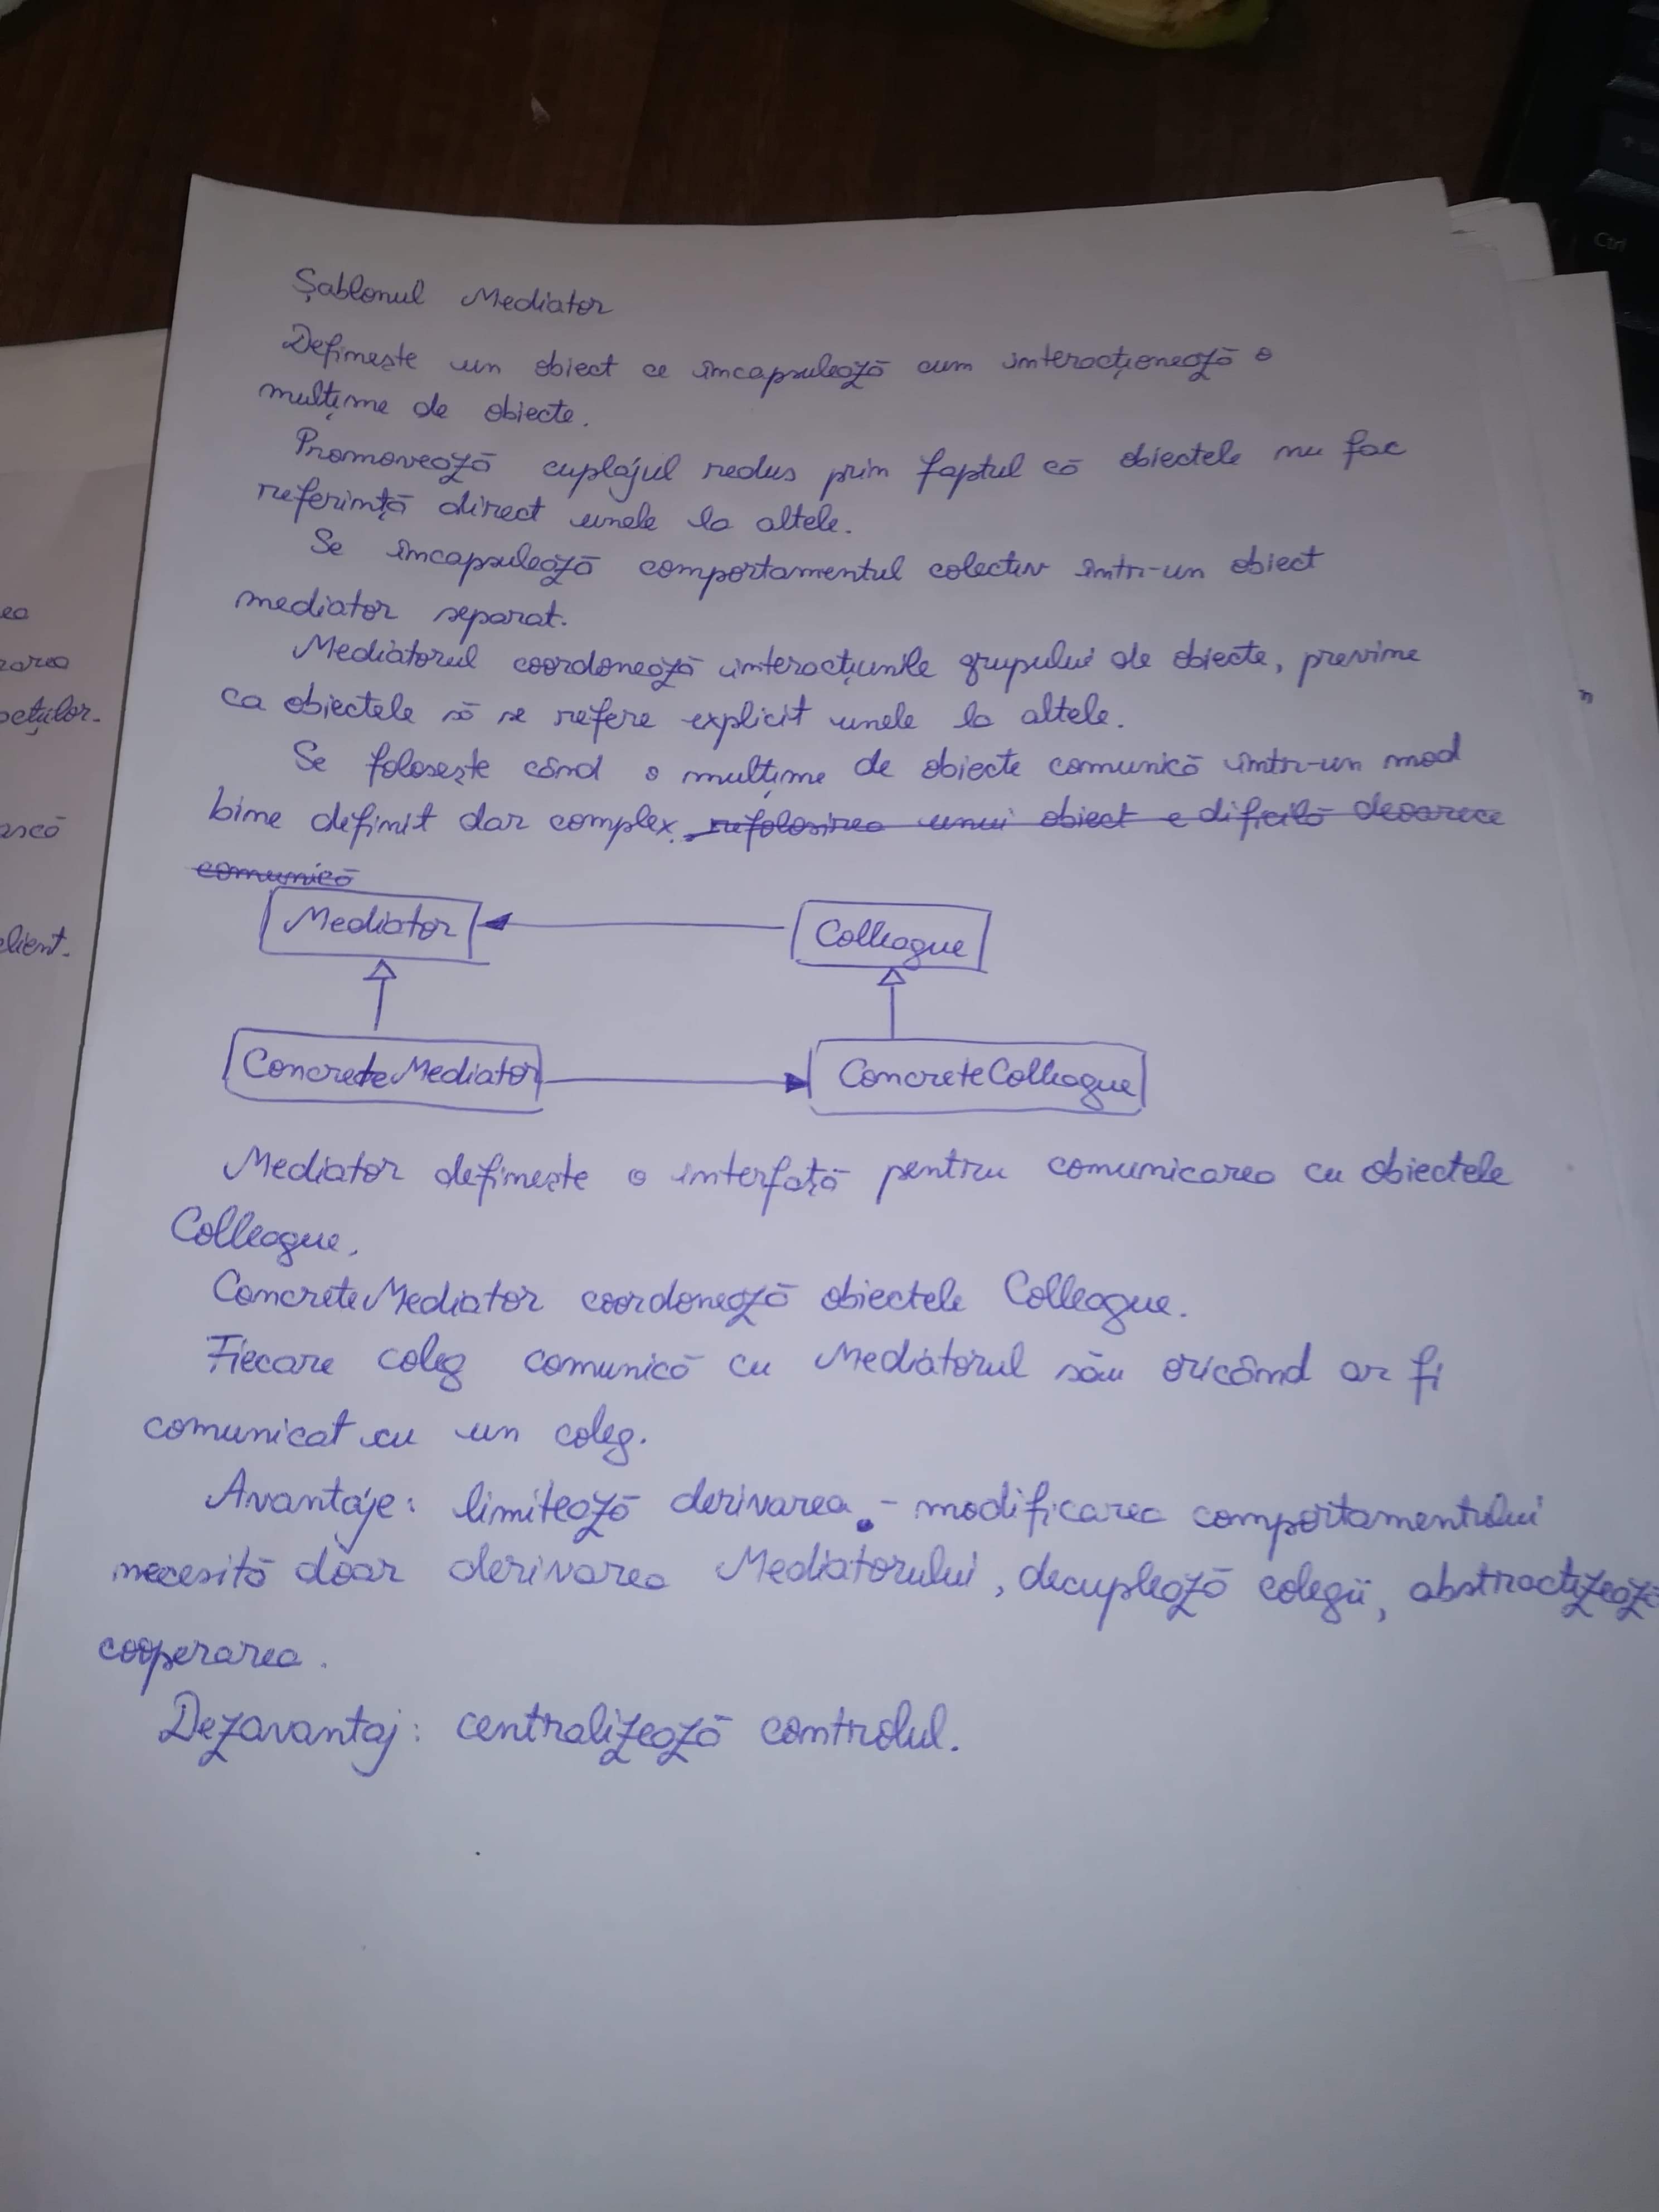 ea
rarea
pețiilor.
ască
client.
Șablonul Mediator
Definește un obiect ce încapsulează cum interacționează o
mulțime de obiecte.
Promovează cuplajul redus prin faptul că obiectele nu fac
referință direct unele la altele.
Se încapsulează comportamentul colectiv într-un obiect
mediator separat.
Mediatorul coordonează interacțiunile grupului de obiecte, previne
ca obiectele să se refere explicit unele la altele.
Se folosește când o mulțime de obiecte comunică într-un mod
bine definit dar complex. refolosirea unui obiect e dificilă deoarece
comunică
Mediator
Colleague
ConcreteMediator
ConcreteColleague
Mediator definește o interfață pentru comunicarea cu obiectele
Colleague.
ConcreteMediator coordonează obiectele Colleague.
Fiecare coleg comunică cu Mediatorul său oricând ar fi
comunicat cu un coleg.
Avantaje: limitează derivarea. - modificarea comportamentului
necesită doar derivarea Mediatorului, decuplează colegii, abstractizează
cooperarea.
Dezavantaj: centralizează controlul.
Ctrl